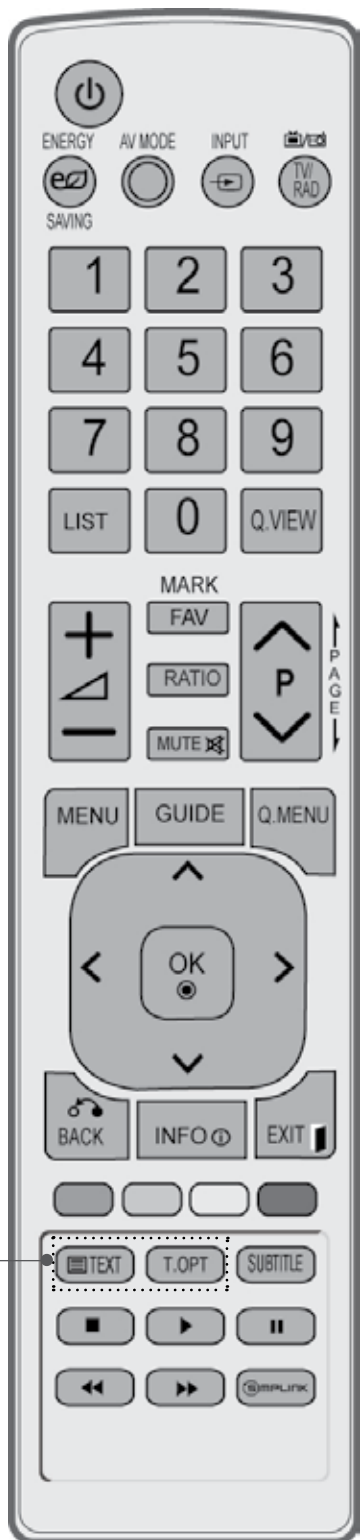 ENERGY AV MODE INPUT
TV/
RAD
SAVING
1 2 3
4 5 6
7 8 9
LIST 0 Q.VIEW
MARK
FAV
P
PAGE
RATIO
MUTE
MENU GUIDE Q.MENU
OK
BACK INFO EXIT
TEXT T.OPT SUBTITLE
SIMPLINK